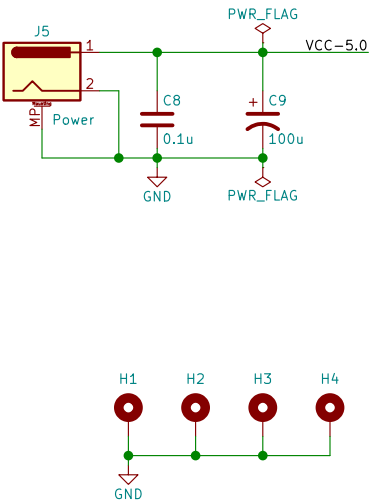 PWR_FLAG
J5
1
VCC-5.0
2
C8
+
C9
MP
Mounting
Power
0.1u
100u
GND
PWR_FLAG
H1
H2
H3
H4
GND